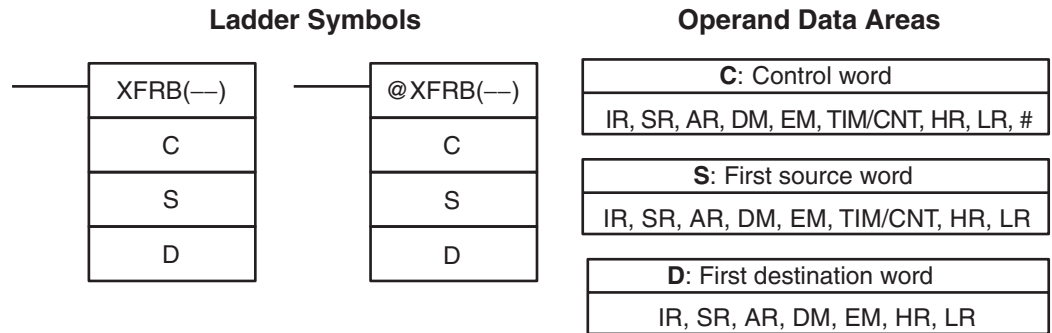 Ladder Symbols
XFRB(––)
C
S
D
@XFRB(––)
C
S
D
Operand Data Areas
C: Control word
IR, SR, AR, DM, EM, TIM/CNT, HR, LR, #
S: First source word
IR, SR, AR, DM, EM, TIM/CNT, HR, LR
D: First destination word
IR, SR, AR, DM, EM, HR, LR